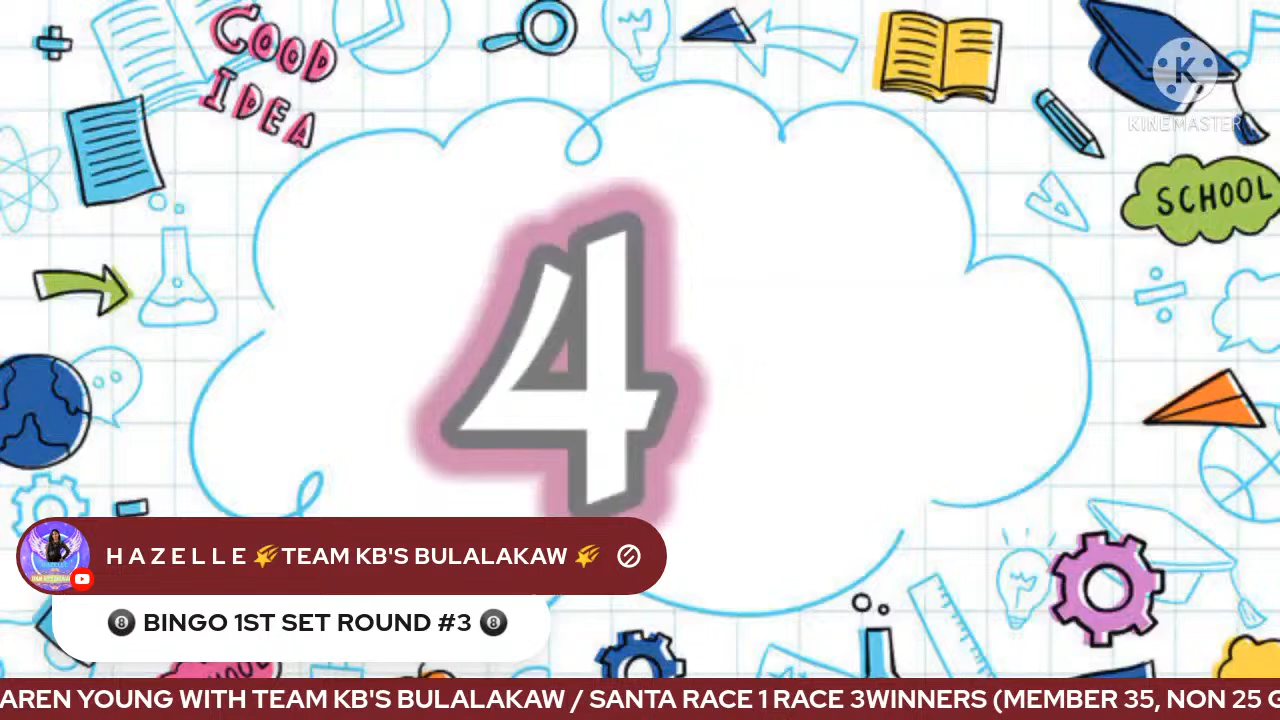 GOOD
IDEA
K
KINEMASTER
SCHOOL
4
H A Z E L L E 🌠TEAM KB'S BULALAKAW 🌠
🎱 BINGO 1ST SET ROUND #3 🎱
AREN YOUNG WITH TEAM KB'S BULALAKAW / SANTA RACE 1 RACE 3WINNERS (MEMBER 35, NON 25 G